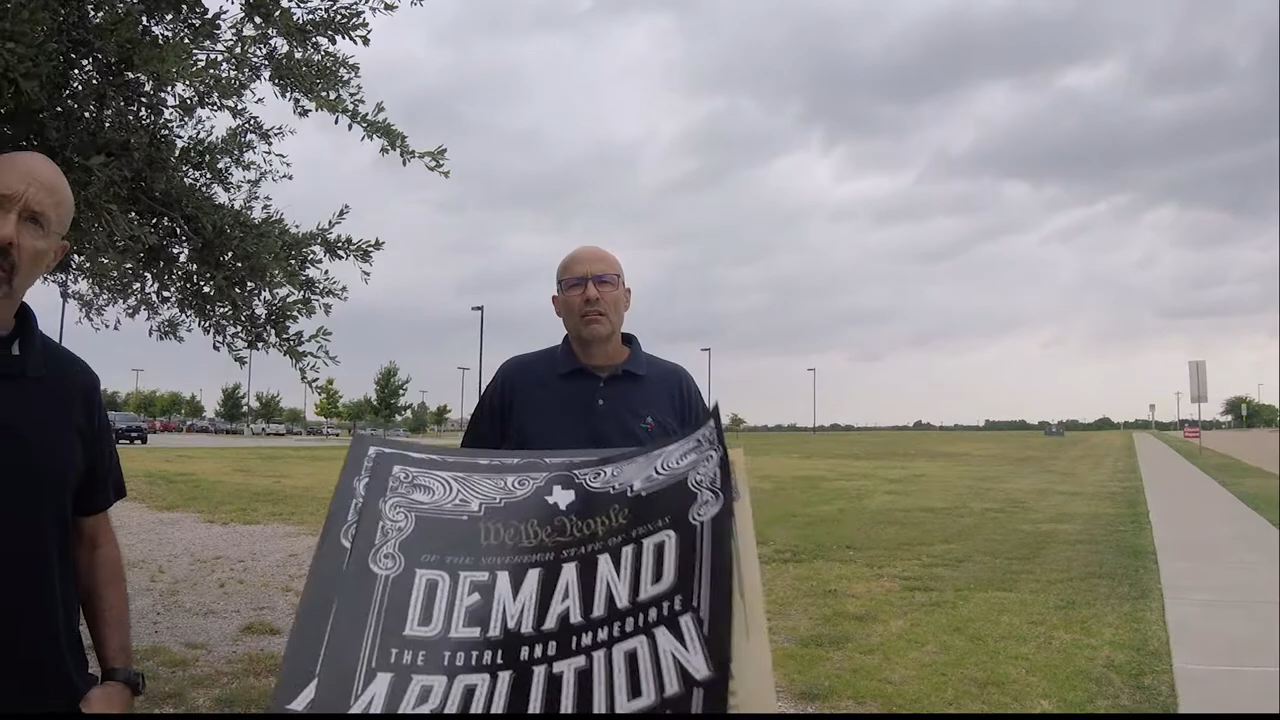 We The People
OF THE SOVEREIGN STATE OF TEXAS
DEMAND
THE TOTAL AND IMMEDIATE
ABOLITION